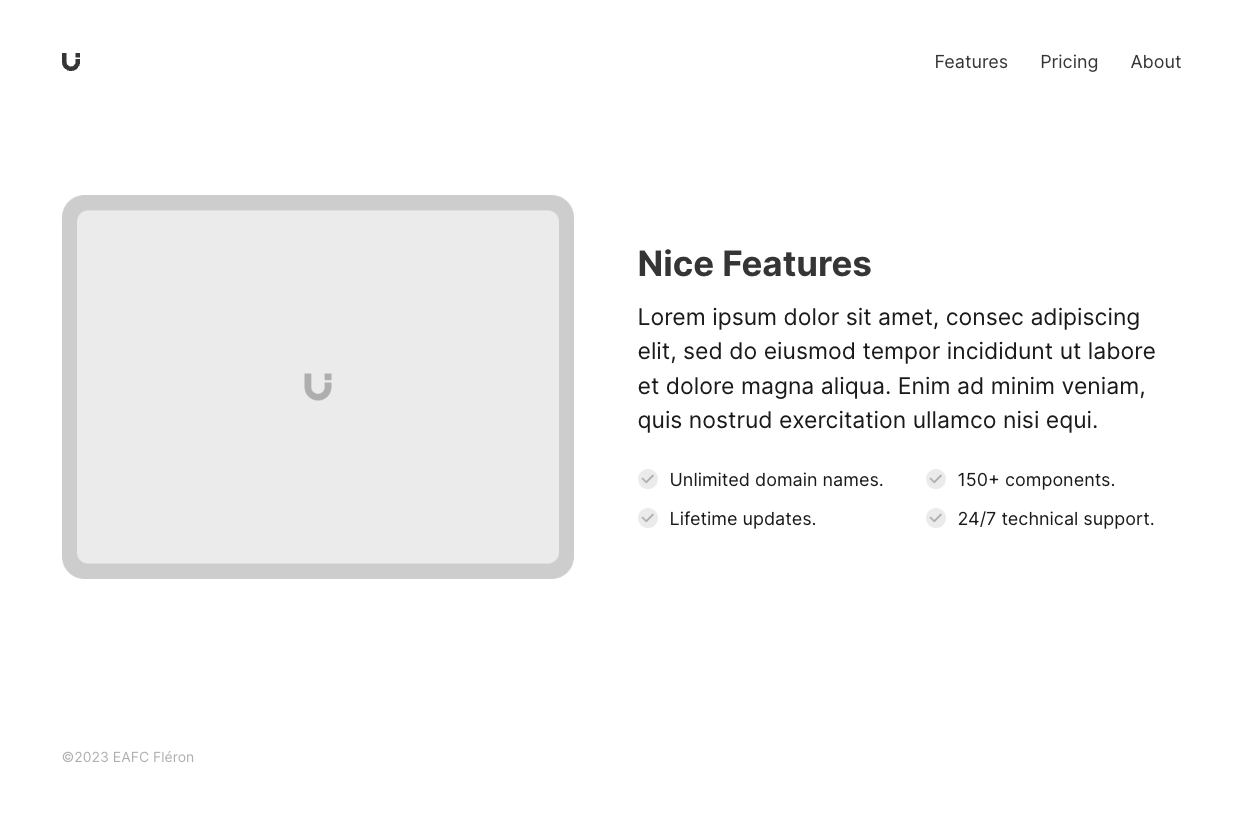 Features Pricing About
Nice Features
Lorem ipsum dolor sit amet, consec adipiscing
elit, sed do eiusmod tempor incididunt ut labore
et dolore magna aliqua. Enim ad minim veniam,
quis nostrud exercitation ullamco nisi equi.
Unlimited domain names. 150+ components.
Lifetime updates. 24/7 technical support.
©2023 EAFC Fléron